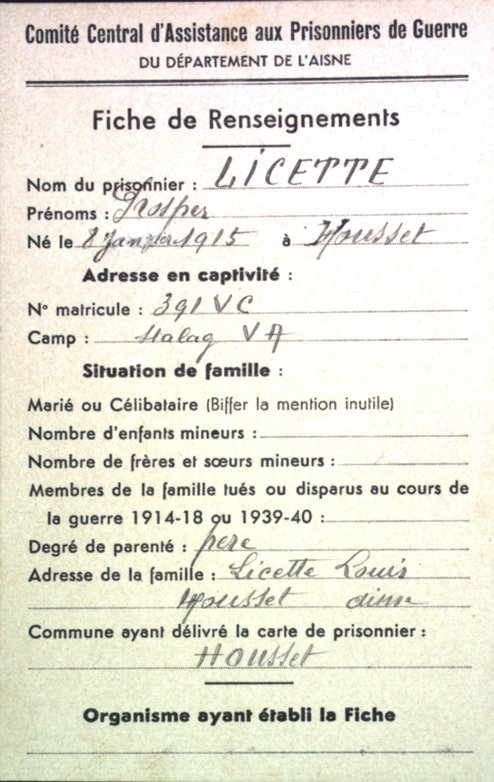 Comité Central d'Assistance aux Prisonniers de Guerre
DU DÉPARTEMENT DE L'AISNE
Fiche de Renseignements
Nom du prisonnier : LICETTE
Prénoms : Prosper
Né le 8 Janvier 1915 à Housset
Adresse en captivité :
N° matricule : 391 V C
Camp : Stalag V A
Situation de famille :
Marié ou Célibataire (Biffer la mention inutile)
Nombre d'enfants mineurs :
Nombre de frères et sœurs mineurs :
Membres de la famille tués ou disparus au cours de
la guerre 1914-18 ou 1939-40 :
Degré de parenté : père
Adresse de la famille : Licette Louis
Housset Aisne
Commune ayant délivré la carte de prisonnier :
Housset
Organisme ayant établi la Fiche